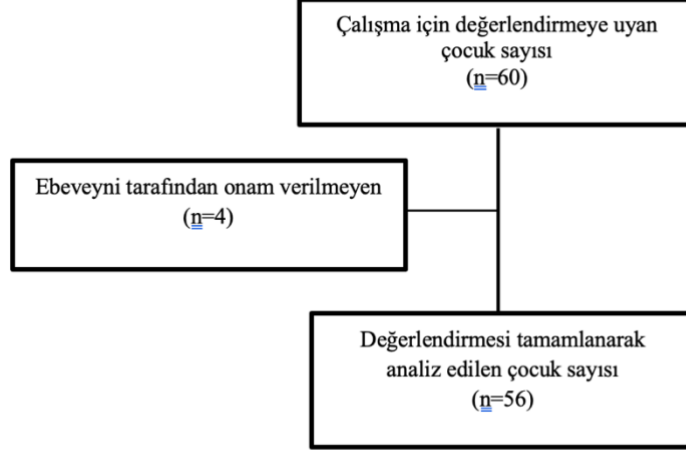 Çalışma için değerlendirmeye uyan
çocuk sayısı
(n=60)
Ebeveyni tarafından onam verilmeyen
(n=4)
Değerlendirmesi tamamlanarak
analiz edilen çocuk sayısı
(n=56)